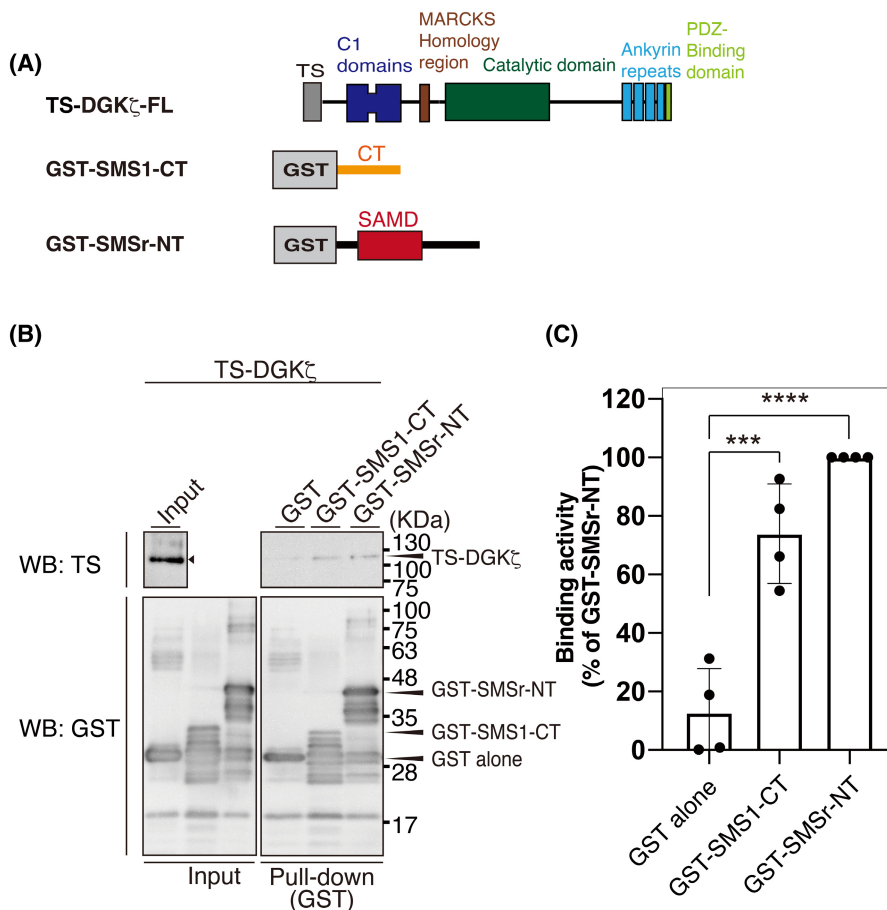 (A)
TS-DGKζ-FL
TS
C1
domains
MARCKS
Homology
region
Catalytic domain
Ankyrin
repeats
PDZ-
Binding
domain
GST-SMS1-CT
GST
CT
GST-SMSr-NT
GST
SAMD
(B)
TS-DGKζ
Input
GST
GST-SMS1-CT
GST-SMSr-NT
(KDa)
WB: TS
130
100
75
TS-DGKζ
WB: GST
100
75
63
48
35
28
17
GST-SMSr-NT
GST-SMS1-CT
GST alone
Input
Pull-down
(GST)
(C)
Binding activity
(% of GST-SMSr-NT)
120
100
80
60
40
20
0
****
***
GST alone
GST-SMS1-CT
GST-SMSr-NT